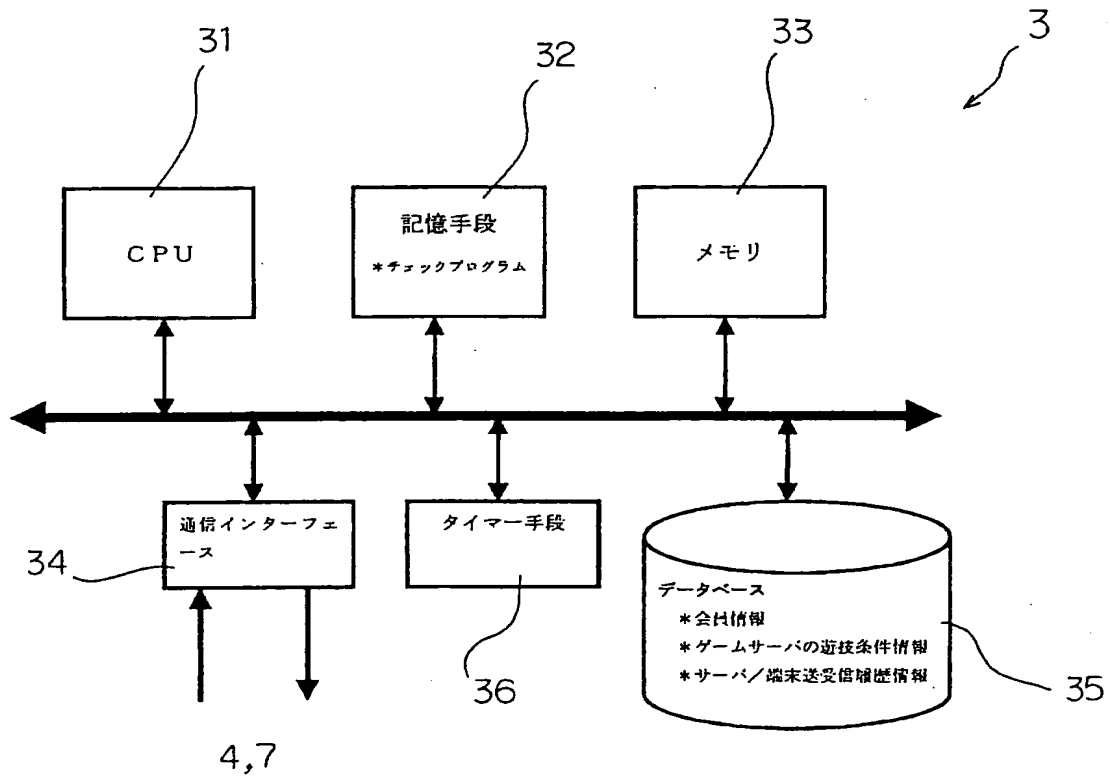 31
32
33
3
CPU
記憶手段
*チェックプログラム
メモリ
通信インターフェ
ース
34
タイマー手段
36
データベース
*会員情報
*ゲームサーバの遊技条件情報
*サーバ/端末送受信履歴情報
35
4,7